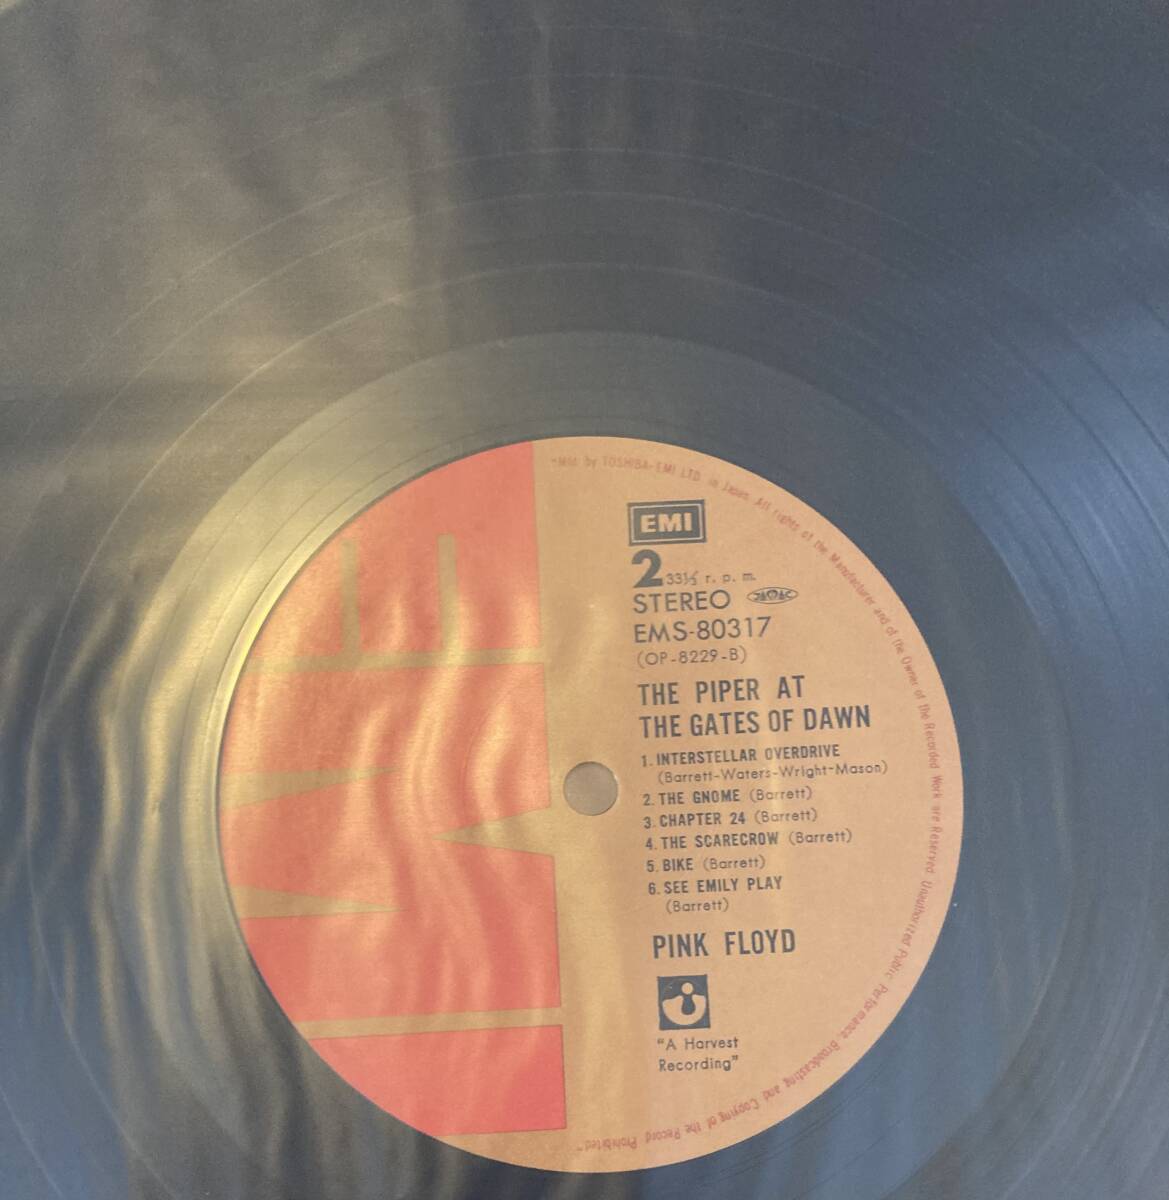 EMI
2 33⅓ r. p. m.
STEREO JASRAC
EMS-80317
(OP-8229-B)
THE PIPER AT
THE GATES OF DAWN
1. INTERSTELLAR OVERDRIVE
(Barrett-Waters-Wright-Mason)
2. THE GNOME (Barrett)
3. CHAPTER 24 (Barrett)
4. THE SCARECROW (Barrett)
5. BIKE (Barrett)
6. SEE EMILY PLAY
(Barrett)
PINK FLOYD
"A Harvest
Recording"
EMI
Mfd. by TOSHIBA-EMI LTD. in Japan. All rights of the Manufacturer and of the Owner of the Recorded Work are Reserved. Unauthorized Public Performance, Broadcasting and Copying of the Record Prohibited